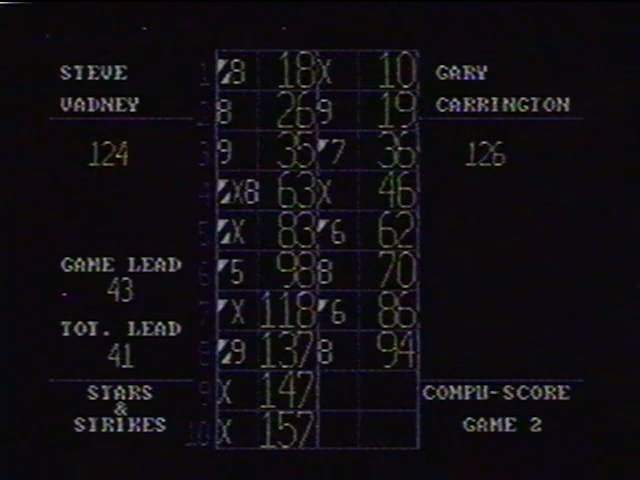 STEVE
VADNEY
124
GAME LEAD
43
TOT. LEAD
41
STARS
&
STRIKES
1 8 18 X 10
2 8 26 9 19
3 9 35 7 36
4 X8 63 X 46
5 X 83 6 62
6 5 98 8 70
7 X 118 6 86
8 9 137 8 94
9 X 147
10 X 157
GARY
CARRINGTON
126
COMPU-SCORE
GAME 2